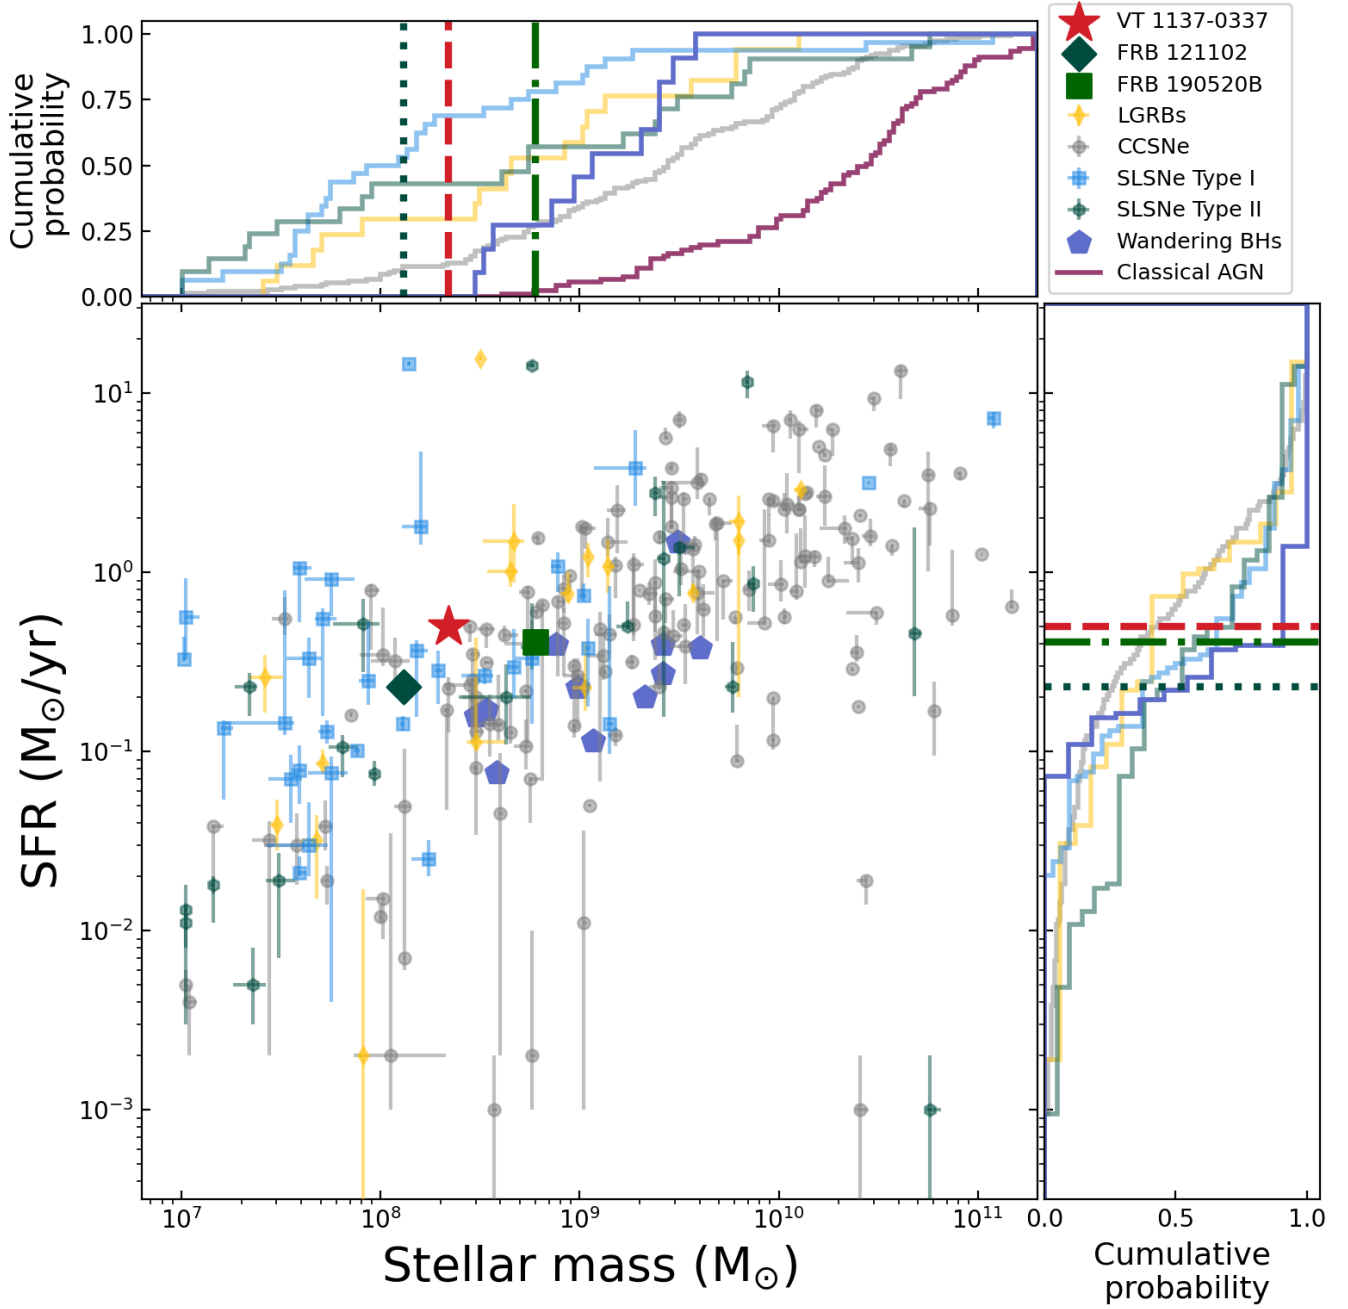 VT 1137-0337
FRB 121102
FRB 190520B
LGRBs
CCSNe
SLSNe Type I
SLSNe Type II
Wandering BHs
Classical AGN
Cumulative
probability
1.00
0.75
0.50
0.25
0.00
SFR (M⊙/yr)
10¹
10⁰
10⁻¹
10⁻²
10⁻³
10⁷ 10⁸ 10⁹ 10¹⁰ 10¹¹
Stellar mass (M⊙)
0.0 0.5 1.0
Cumulative
probability